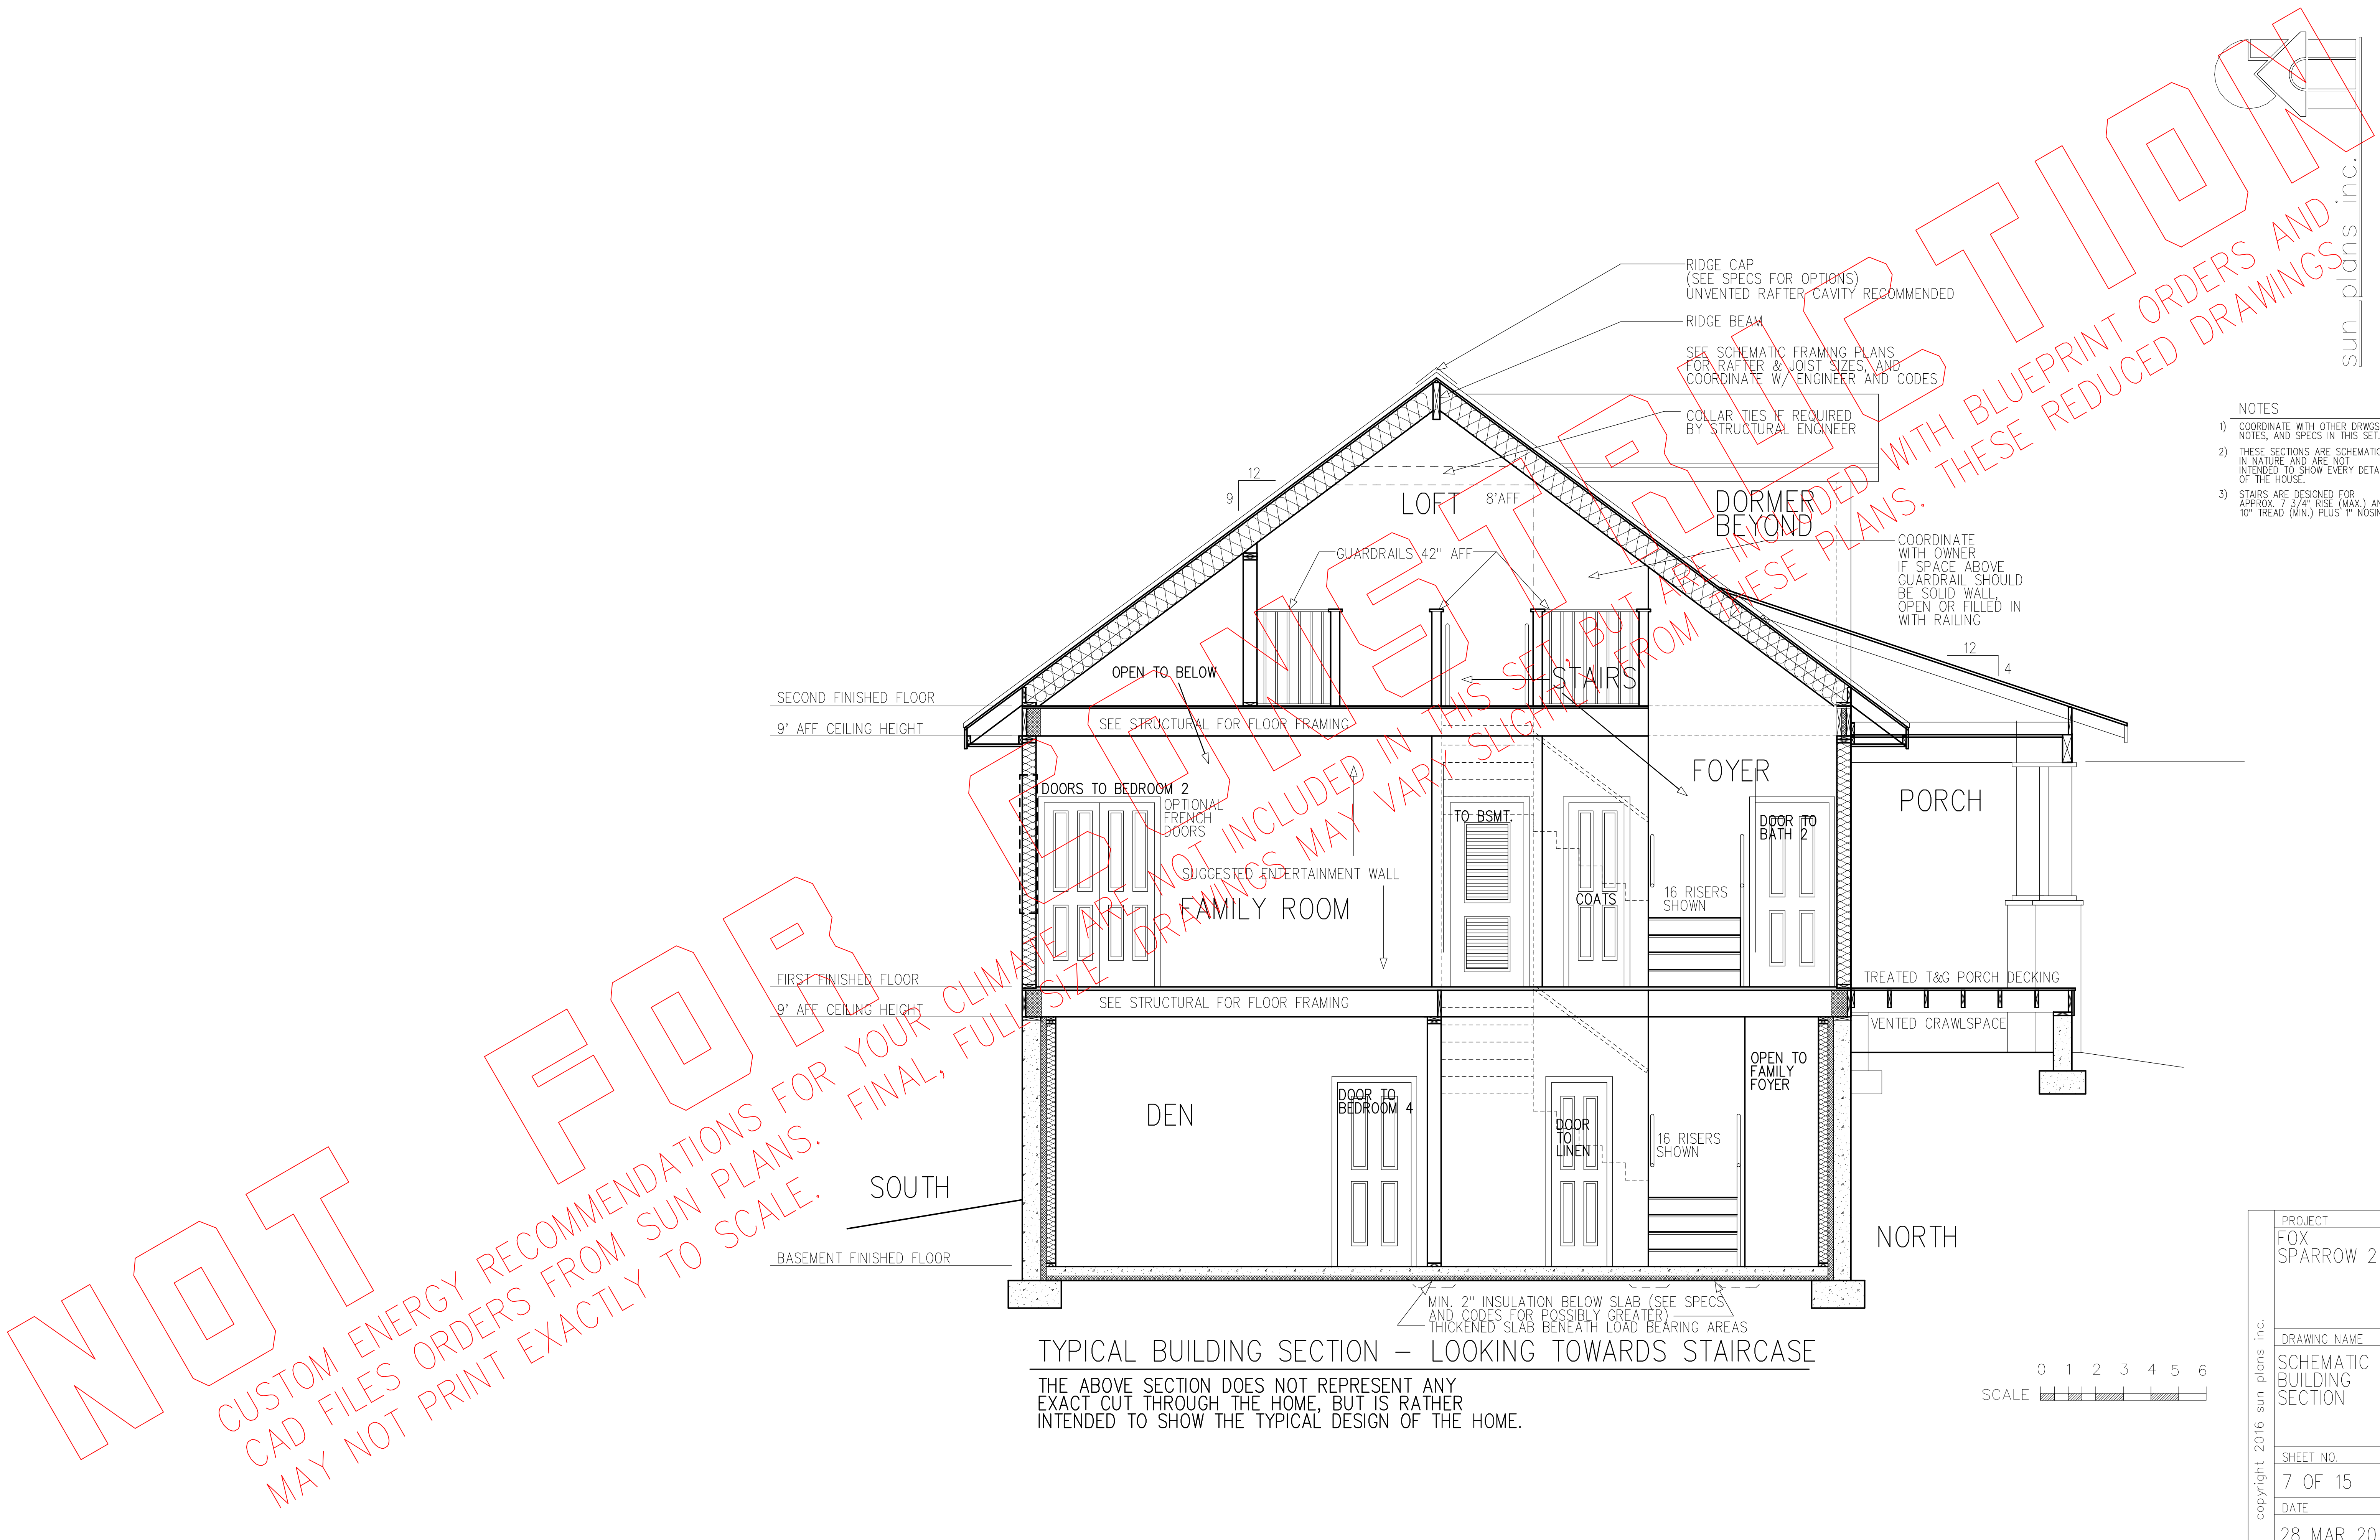 sun plans inc.
RIDGE CAP
(SEE SPECS FOR OPTIONS)
UNVENTED RAFTER CAVITY RECOMMENDED
RIDGE BEAM
SEE SCHEMATIC FRAMING PLANS
FOR RAFTER & JOIST SIZES, AND
COORDINATE W/ ENGINEER AND CODES
COLLAR TIES IF REQUIRED
BY STRUCTURAL ENGINEER
NOTES
1) COORDINATE WITH OTHER DRWGS
NOTES, AND SPECS IN THIS SET.
2) THESE SECTIONS ARE SCHEMATIC
IN NATURE AND ARE NOT
INTENDED TO SHOW EVERY DETA
OF THE HOUSE.
3) STAIRS ARE DESIGNED FOR
APPROX. 7 3/4" RISE (MAX.) AN
10" TREAD (MIN.) PLUS 1" NOSIN
12
9
LOFT
8'AFF
DORMER
BEYOND
GUARDRAILS 42" AFF
COORDINATE
WITH OWNER
IF SPACE ABOVE
GUARDRAIL SHOULD
BE SOLID WALL,
OPEN OR FILLED IN
WITH RAILING
12
4
OPEN TO BELOW
STAIRS
SECOND FINISHED FLOOR
SEE STRUCTURAL FOR FLOOR FRAMING
9' AFF CEILING HEIGHT
FOYER
PORCH
DOORS TO BEDROOM 2
OPTIONAL
FRENCH
DOORS
TO BSMT.
DOOR TO
BATH 2
SUGGESTED ENTERTAINMENT WALL
FAMILY ROOM
COATS
16 RISERS
SHOWN
FIRST FINISHED FLOOR
TREATED T&G PORCH DECKING
SEE STRUCTURAL FOR FLOOR FRAMING
9' AFF CEILING HEIGHT
VENTED CRAWLSPACE
OPEN TO
FAMILY
FOYER
DEN
DOOR TO
BEDROOM 4
DOOR
TO
LINEN
16 RISERS
SHOWN
SOUTH
NORTH
BASEMENT FINISHED FLOOR
MIN. 2" INSULATION BELOW SLAB (SEE SPECS
AND CODES FOR POSSIBLY GREATER)
THICKENED SLAB BENEATH LOAD BEARING AREAS
TYPICAL BUILDING SECTION – LOOKING TOWARDS STAIRCASE
THE ABOVE SECTION DOES NOT REPRESENT ANY
EXACT CUT THROUGH THE HOME, BUT IS RATHER
INTENDED TO SHOW THE TYPICAL DESIGN OF THE HOME.
SCALE
0 1 2 3 4 5 6
PROJECT
FOX
SPARROW 2
DRAWING NAME
SCHEMATIC
BUILDING
SECTION
SHEET NO.
7 OF 15
DATE
28 MAR 20
copyright 2016 sun plans inc.
NOT FOR CONSTRUCTION
CUSTOM ENERGY RECOMMENDATIONS FOR YOUR CLIMATE ARE NOT INCLUDED IN THIS SET, BUT ARE INCLUDED WITH BLUEPRINT ORDERS AND
CAD FILES ORDERS FROM SUN PLANS. FINAL, FULL SIZE DRAWINGS MAY VARY SLIGHTLY FROM THESE PLANS. THESE REDUCED DRAWINGS
MAY NOT PRINT EXACTLY TO SCALE.